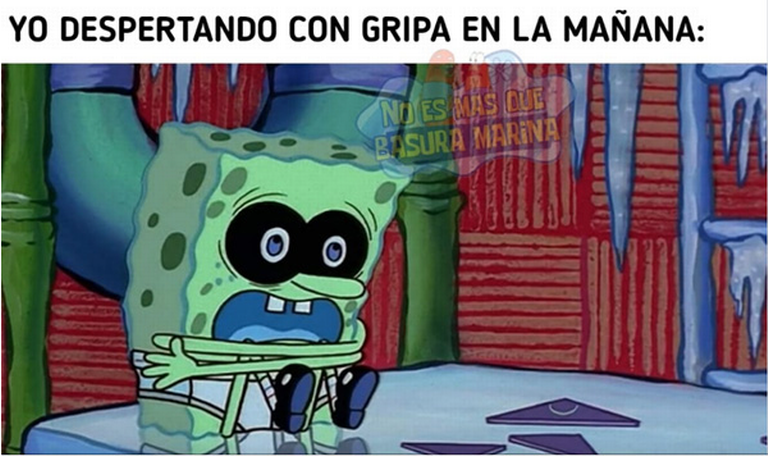 YO DESPERTANDO CON GRIPA EN LA MAÑANA:
NO ES MAS QUE
BASURA MARINA